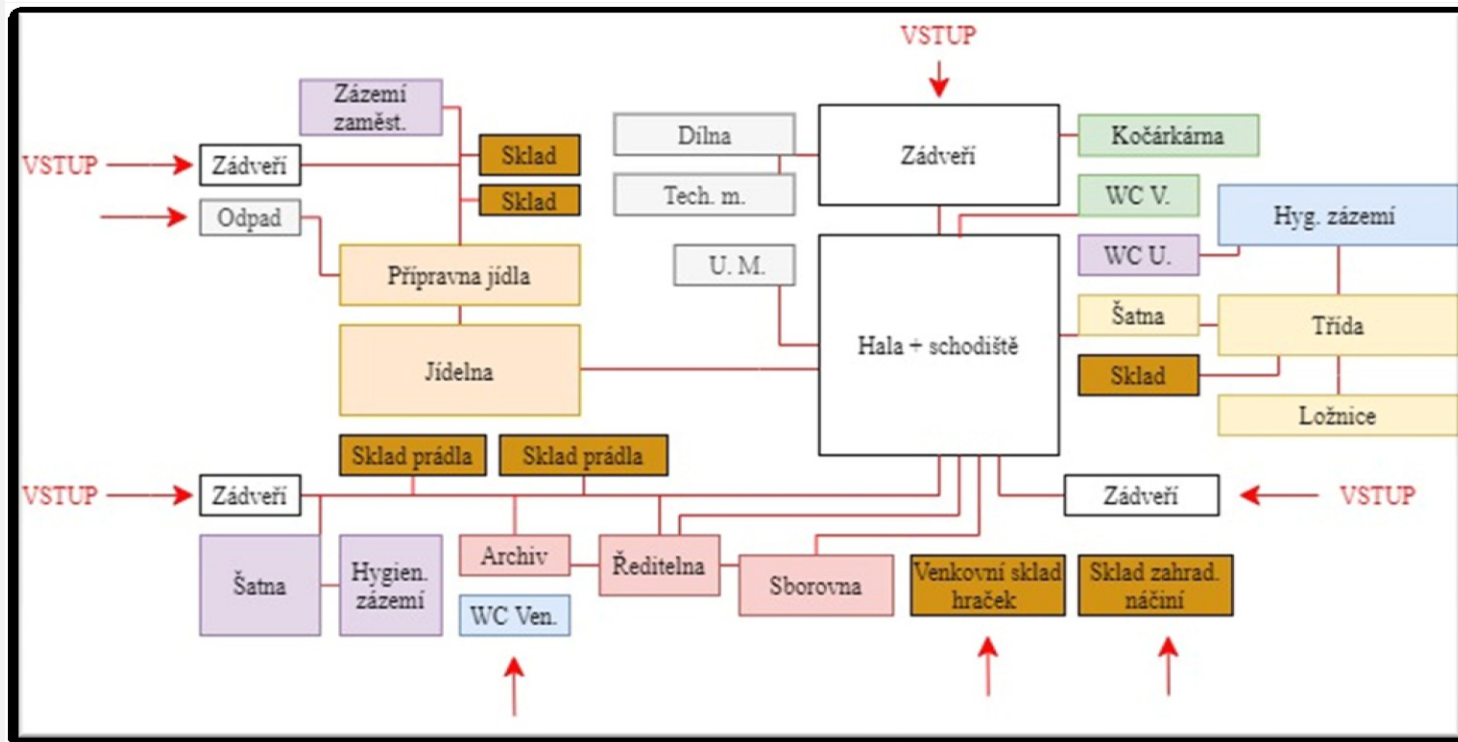 VSTUP
Zázemí
zaměst.
Dílna
Zádveří
Kočárkárna
Sklad
VSTUP
Zádveří
Tech. m.
WC V.
Sklad
Odpad
Hyg. zázemí
WC U.
U. M.
Přípravna jídla
Šatna
Třída
Hala + schodiště
Jídelna
Sklad
Ložnice
Sklad prádla
Sklad prádla
VSTUP
Zádveří
Zádveří
VSTUP
Archiv
Ředitelna
Šatna
Hygien.
zázemí
Sborovna
Venkovní sklad
hraček
Sklad zahrad.
náčiní
WC Ven.